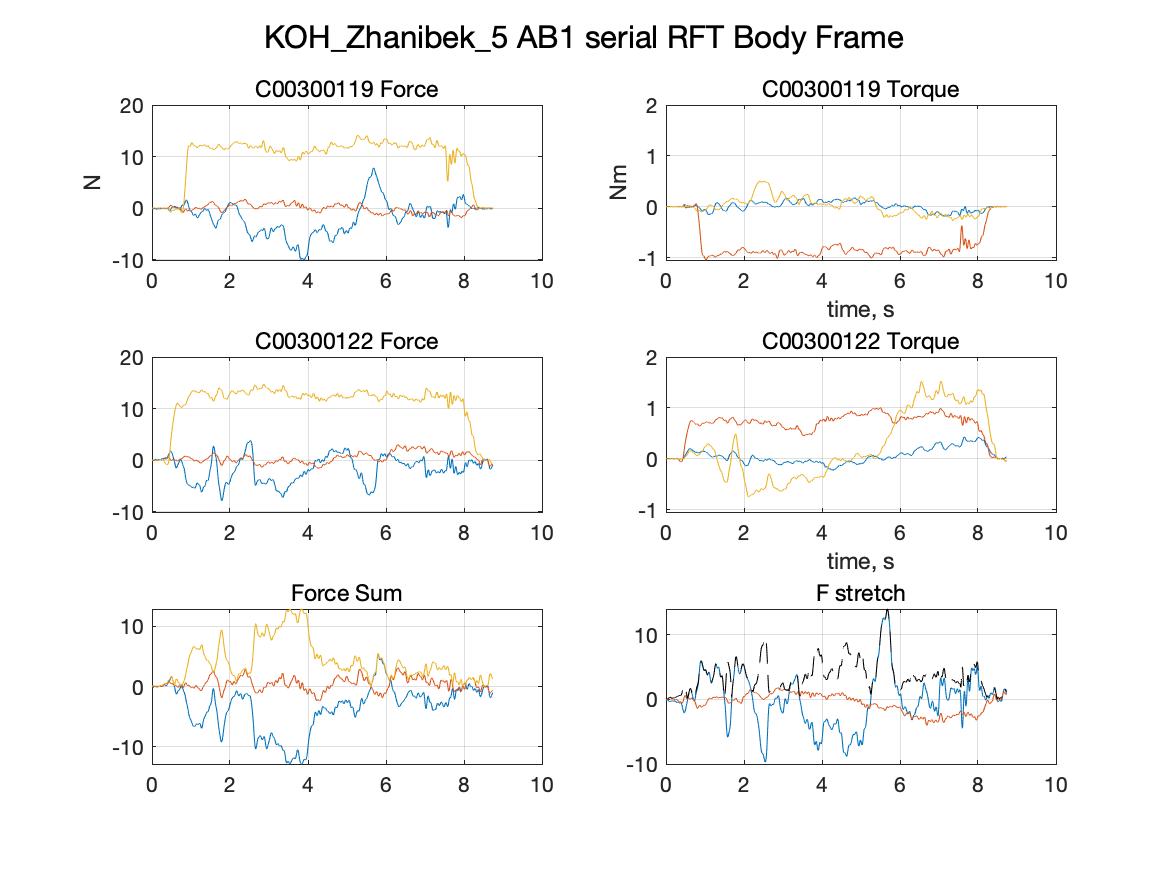 KOH_Zhanibek_5 AB1 serial RFT Body Frame
C00300119 Force
20
10
0
-10
N
0 2 4 6 8 10
C00300119 Torque
2
1
0
-1
Nm
0 2 4 6 8 10
time, s
C00300122 Force
20
10
0
-10
0 2 4 6 8 10
C00300122 Torque
2
1
0
-1
0 2 4 6 8 10
time, s
Force Sum
10
0
-10
0 2 4 6 8 10
F stretch
10
0
-10
0 2 4 6 8 10